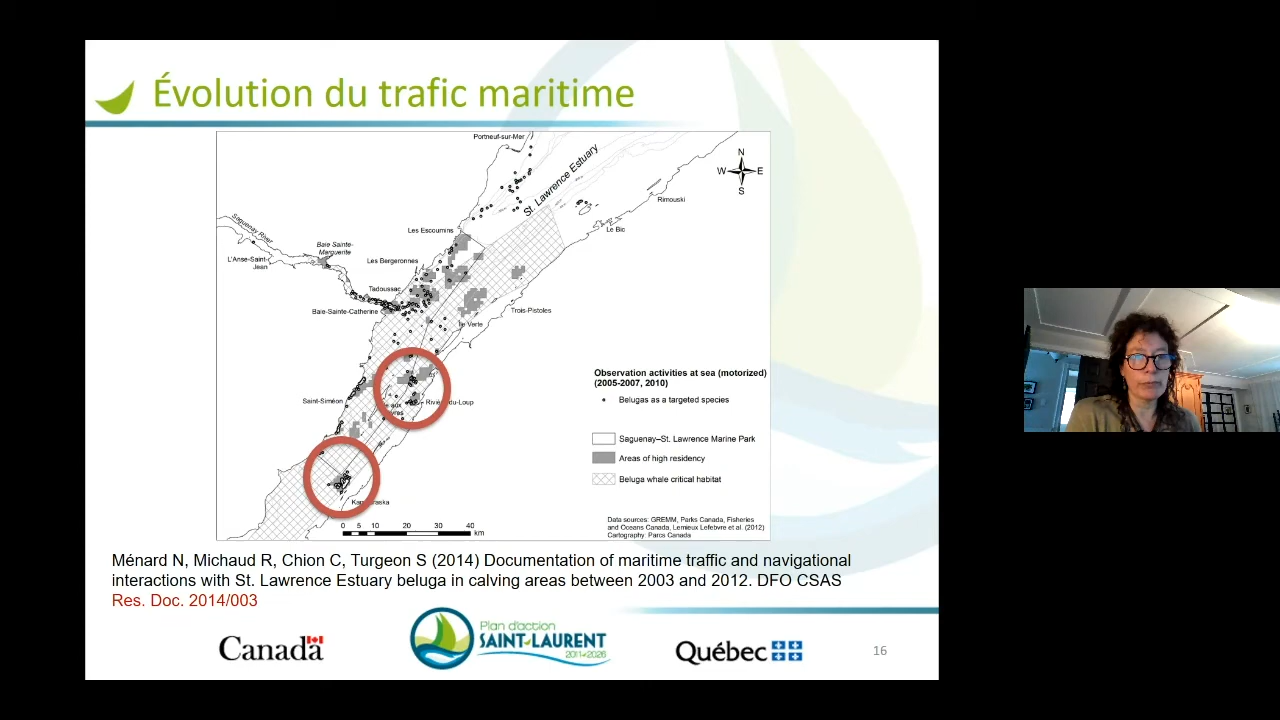 Évolution du trafic maritime
Portneuf-sur-Mer
St. Lawrence Estuary
N
W E
S
Rimouski
Saguenay River
Les Escoumins
Le Bic
Baie Sainte-
Marguerite
L'Anse-Saint-
Jean
Les Bergeronnes
Tadoussac
Baie-Sainte-Catherine
Trois-Pistoles
Île Verte
Observation activities at sea (motorized)
(2005-2007, 2010)
Belugas as a targeted species
Saint-Siméon
Saguenay–St. Lawrence Marine Park
Areas of high residency
Beluga whale critical habitat
0 5 10 20 30 40
km
Data sources: GREMM, Parks Canada, Fisheries
and Oceans Canada, Lemieux Lefebvre et al. (2012)
Cartography: Parcs Canada
Ménard N, Michaud R, Chion C, Turgeon S (2014) Documentation of maritime traffic and navigational
interactions with St. Lawrence Estuary beluga in calving areas between 2003 and 2012. DFO CSAS
Res. Doc. 2014/003
Canada
Plan d'action
SAINT-LAURENT
2011-2026
Québec
16